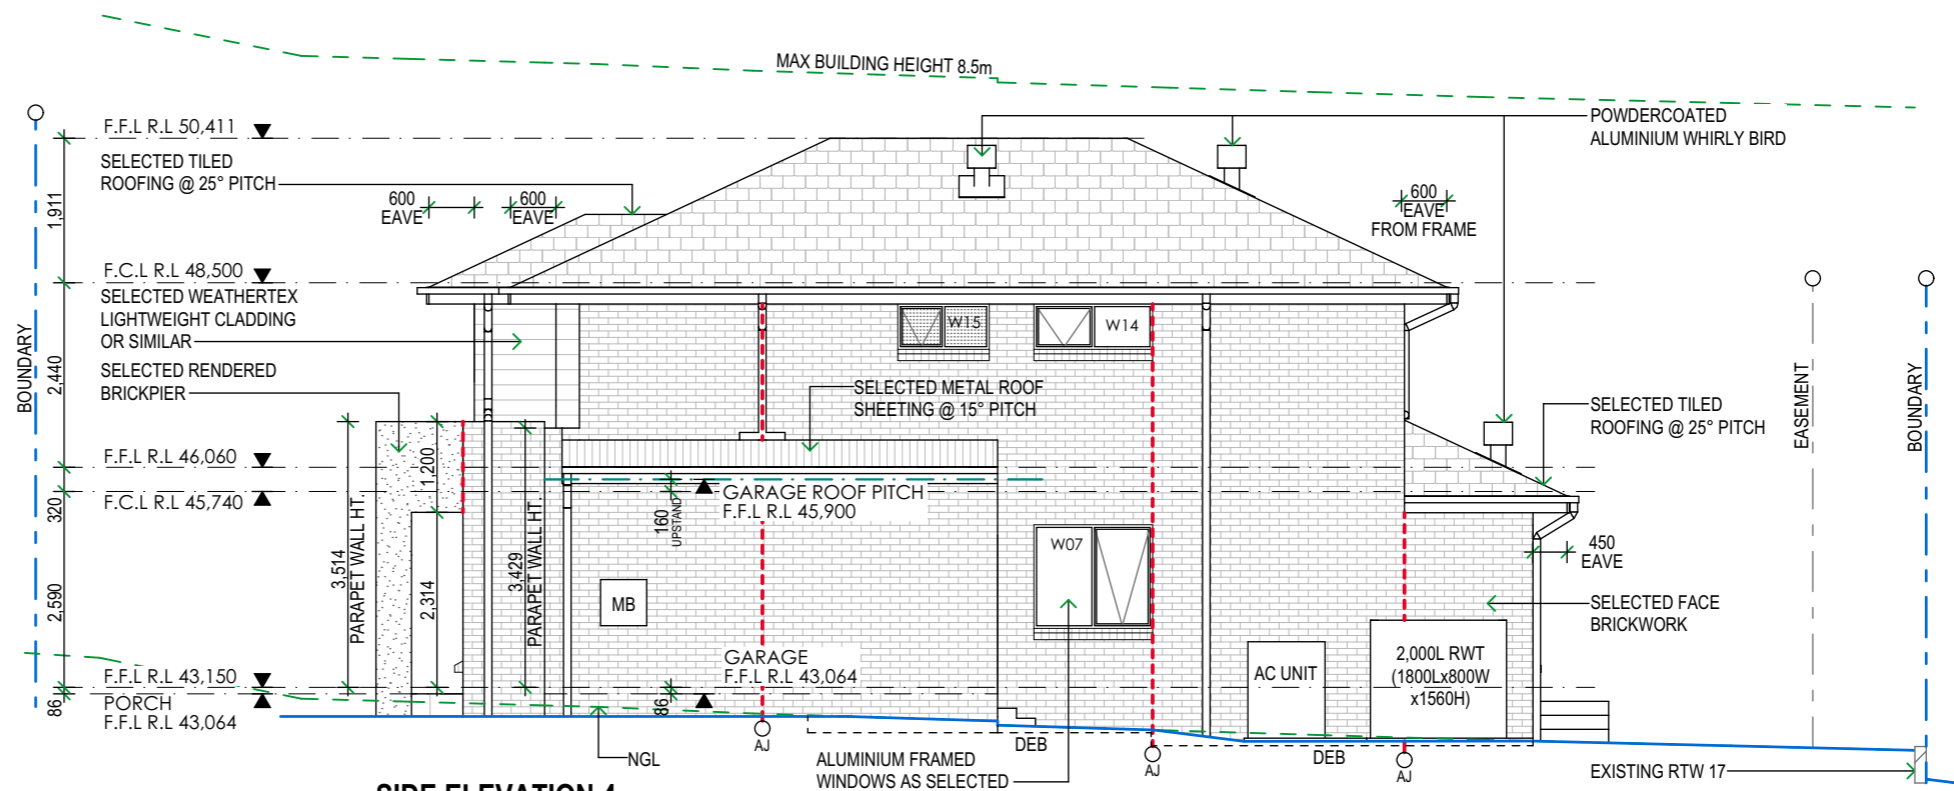 MAX BUILDING HEIGHT 8.5m
F.F.L R.L 50,411
SELECTED TILED
ROOFING @ 25° PITCH
600
EAVE
600
EAVE
600
EAVE
FROM FRAME
POWDERCOATED
ALUMINIUM WHIRLY BIRD
1,911
F.C.L R.L 48,500
SELECTED WEATHERTEX
LIGHTWEIGHT CLADDING
OR SIMILAR
SELECTED RENDERED
BRICKPIER
BOUNDARY
2,440
W15
W14
SELECTED METAL ROOF
SHEETING @ 15° PITCH
SELECTED TILED
ROOFING @ 25° PITCH
EASEMENT
BOUNDARY
F.F.L R.L 46,060
F.C.L R.L 45,740
320
1,200
GARAGE ROOF PITCH
F.F.L R.L 45,900
160
UPSTAND
3,514
PARAPET WALL HT.
2,314
3,429
PARAPET WALL HT.
2,590
MB
W07
450
EAVE
SELECTED FACE
BRICKWORK
GARAGE
F.F.L R.L 43,064
86
AC UNIT
2,000L RWT
(1800Lx800W
x1560H)
F.F.L R.L 43,150
PORCH
F.F.L R.L 43,064
86
NGL
AJ
DEB
AJ
DEB
AJ
ALUMINIUM FRAMED
WINDOWS AS SELECTED
EXISTING RTW 17
SIDE ELEVATION 4